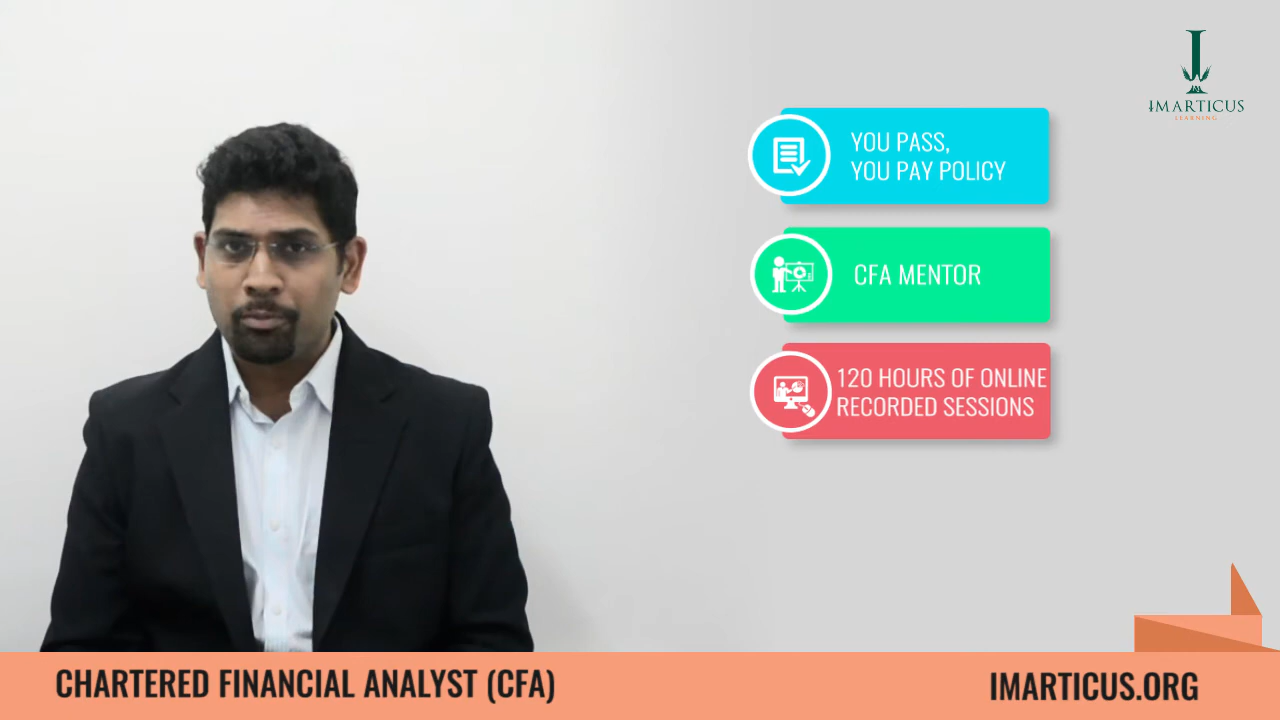 IMARTICUS
LEARNING
YOU PASS,
YOU PAY POLICY
CFA MENTOR
120 HOURS OF ONLINE
RECORDED SESSIONS
CHARTERED FINANCIAL ANALYST (CFA)
IMARTICUS.ORG